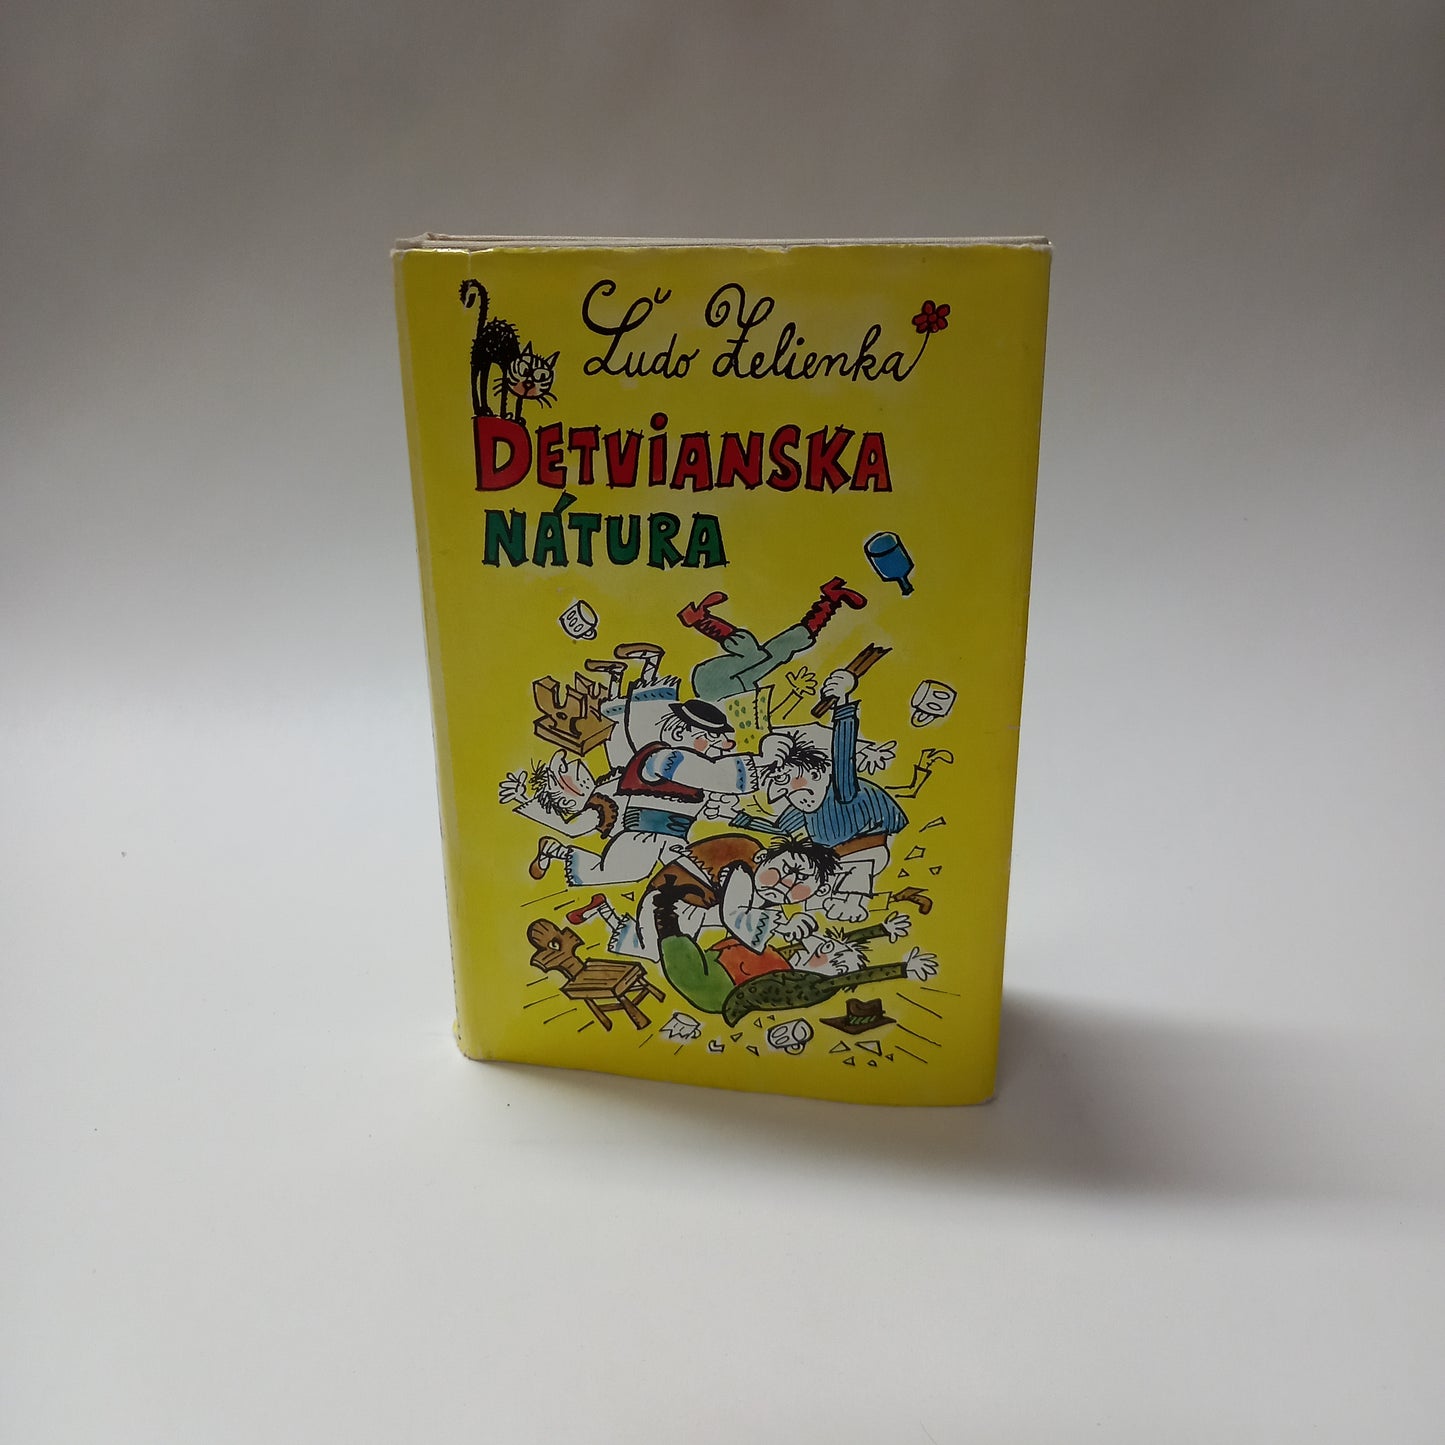 Ľudo Zelienka
DETVIANSKA
NÁTURA